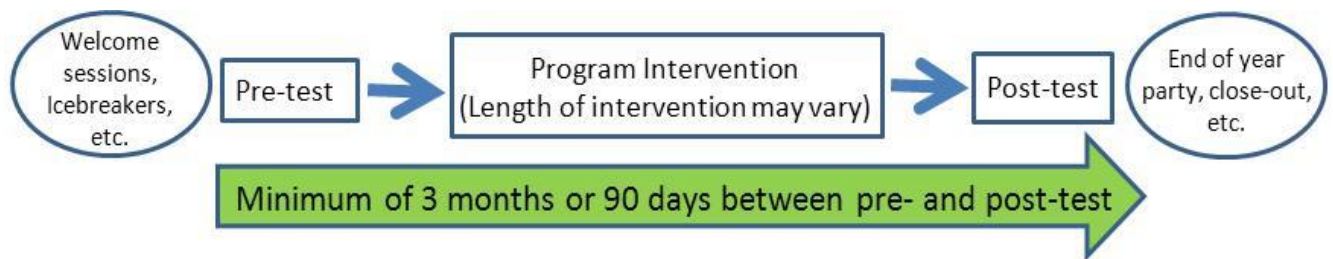 Welcome
sessions,
Icebreakers,
etc.
Pre-test
Program Intervention
(Length of intervention may vary)
Post-test
End of year
party, close-out,
etc.
Minimum of 3 months or 90 days between pre- and post-test